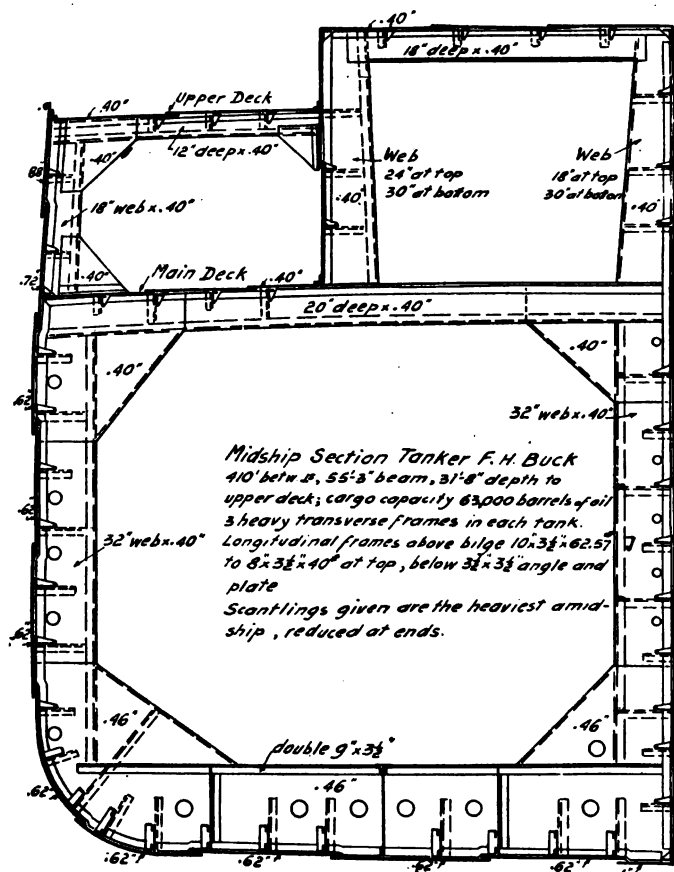 .40"
18" deep x .40"
.40"
Upper Deck
12" deep x .40"
.40"
Web
24" at top
30" at bottom
Web
18" at top
30" at bottom
.68
18" web x .40"
.40"
.40"
.72"
.40"
Main Deck
.40"
20" deep x .40"
.40"
.40"
.62"
32" web x .40"
Midship Section Tanker F. H. Buck
410' betw. , 55'-3" beam, 31'-8" depth to
upper deck; cargo capacity 63,000 barrels of oil
3 heavy transverse frames in each tank.
Longitudinal frames above bilge 10" x 3½" x 62.57
to 8" x 3½" x 40# at top, below 3½" x 3½" angle and
plate
Scantlings given are the heaviest amid-
ship, reduced at ends.
.62
32" web x .40"
.62"
.46"
.46"
double 9" x 3½"
.46"
.62"
.62"
.62"
.62"
.62"